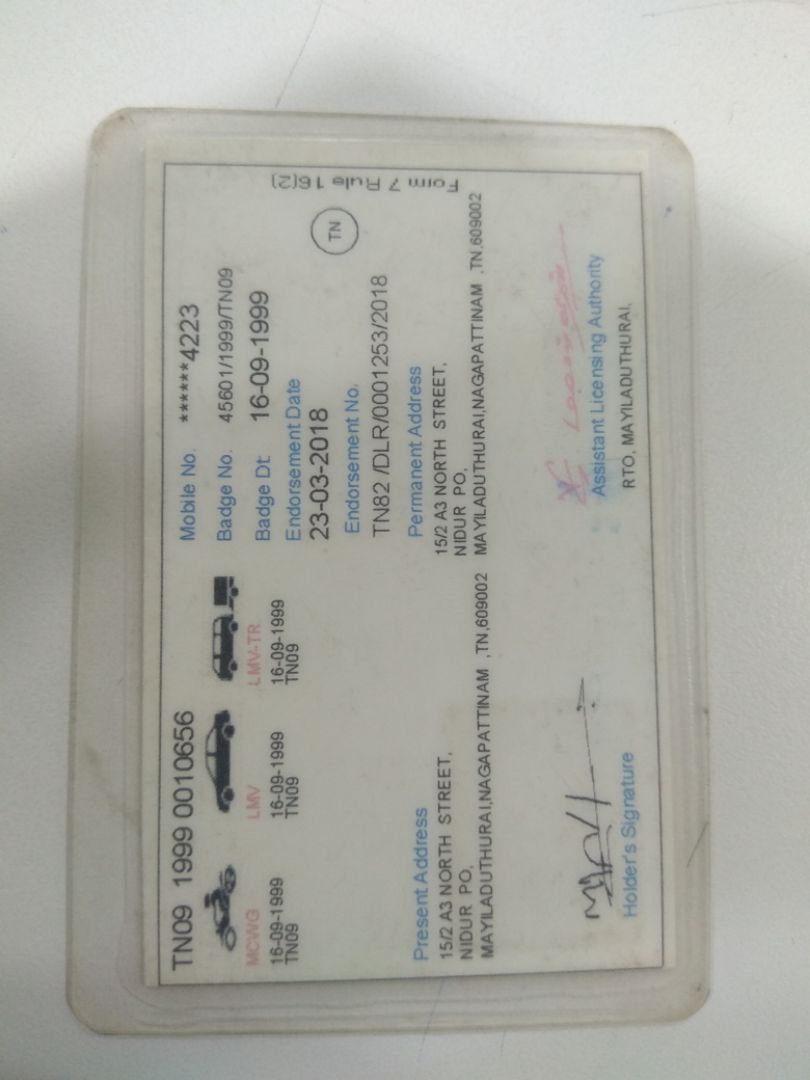 Form 7 Rule 16(2)
TN09 1999 0010656
MCWG
16-09-1999
TN09
LMV
16-09-1999
TN09
LMV-TR
16-09-1999
TN09
Mobile No. ******4223
Badge No. 45601/1999/TN09
Badge Dt 16-09-1999
Endorsement Date
23-03-2018
Endorsement No.
TN82 /DLR/0001253/2018
TN
Present Address
15/2 A3 NORTH STREET,
NIDUR PO,
MAYILADUTHURAI,NAGAPATTINAM ,TN,609002
Permanent Address
15/2 A3 NORTH STREET,
NIDUR PO,
MAYILADUTHURAI,NAGAPATTINAM ,TN,609002
Holder's Signature
Assistant Licensing Authority
RTO, MAYILADUTHURAI,